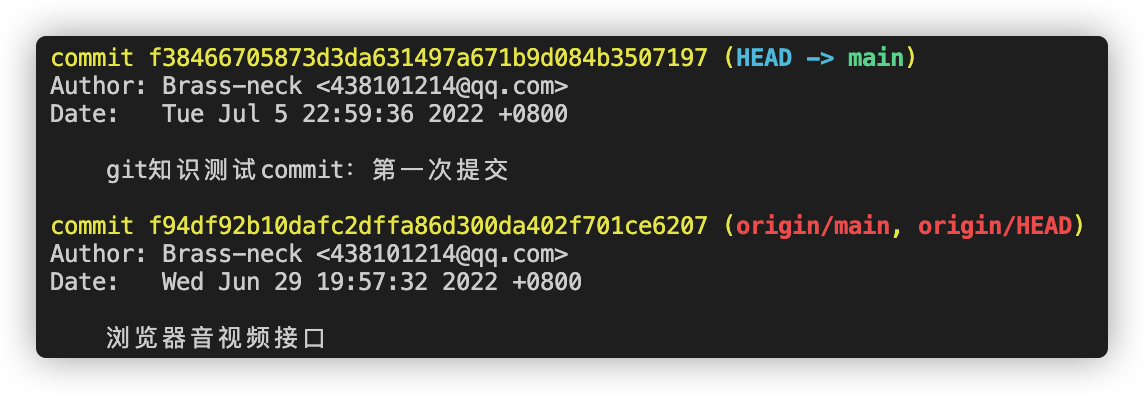 commit f38466705873d3da631497a671b9d084b3507197 (HEAD -> main)
Author: Brass-neck <438101214@qq.com>
Date:   Tue Jul 5 22:59:36 2022 +0800
git知识测试commit：第一次提交
commit f94df92b10dafc2dffa86d300da402f701ce6207 (origin/main, origin/HEAD)
Author: Brass-neck <438101214@qq.com>
Date:   Wed Jun 29 19:57:32 2022 +0800
浏览器音视频接口